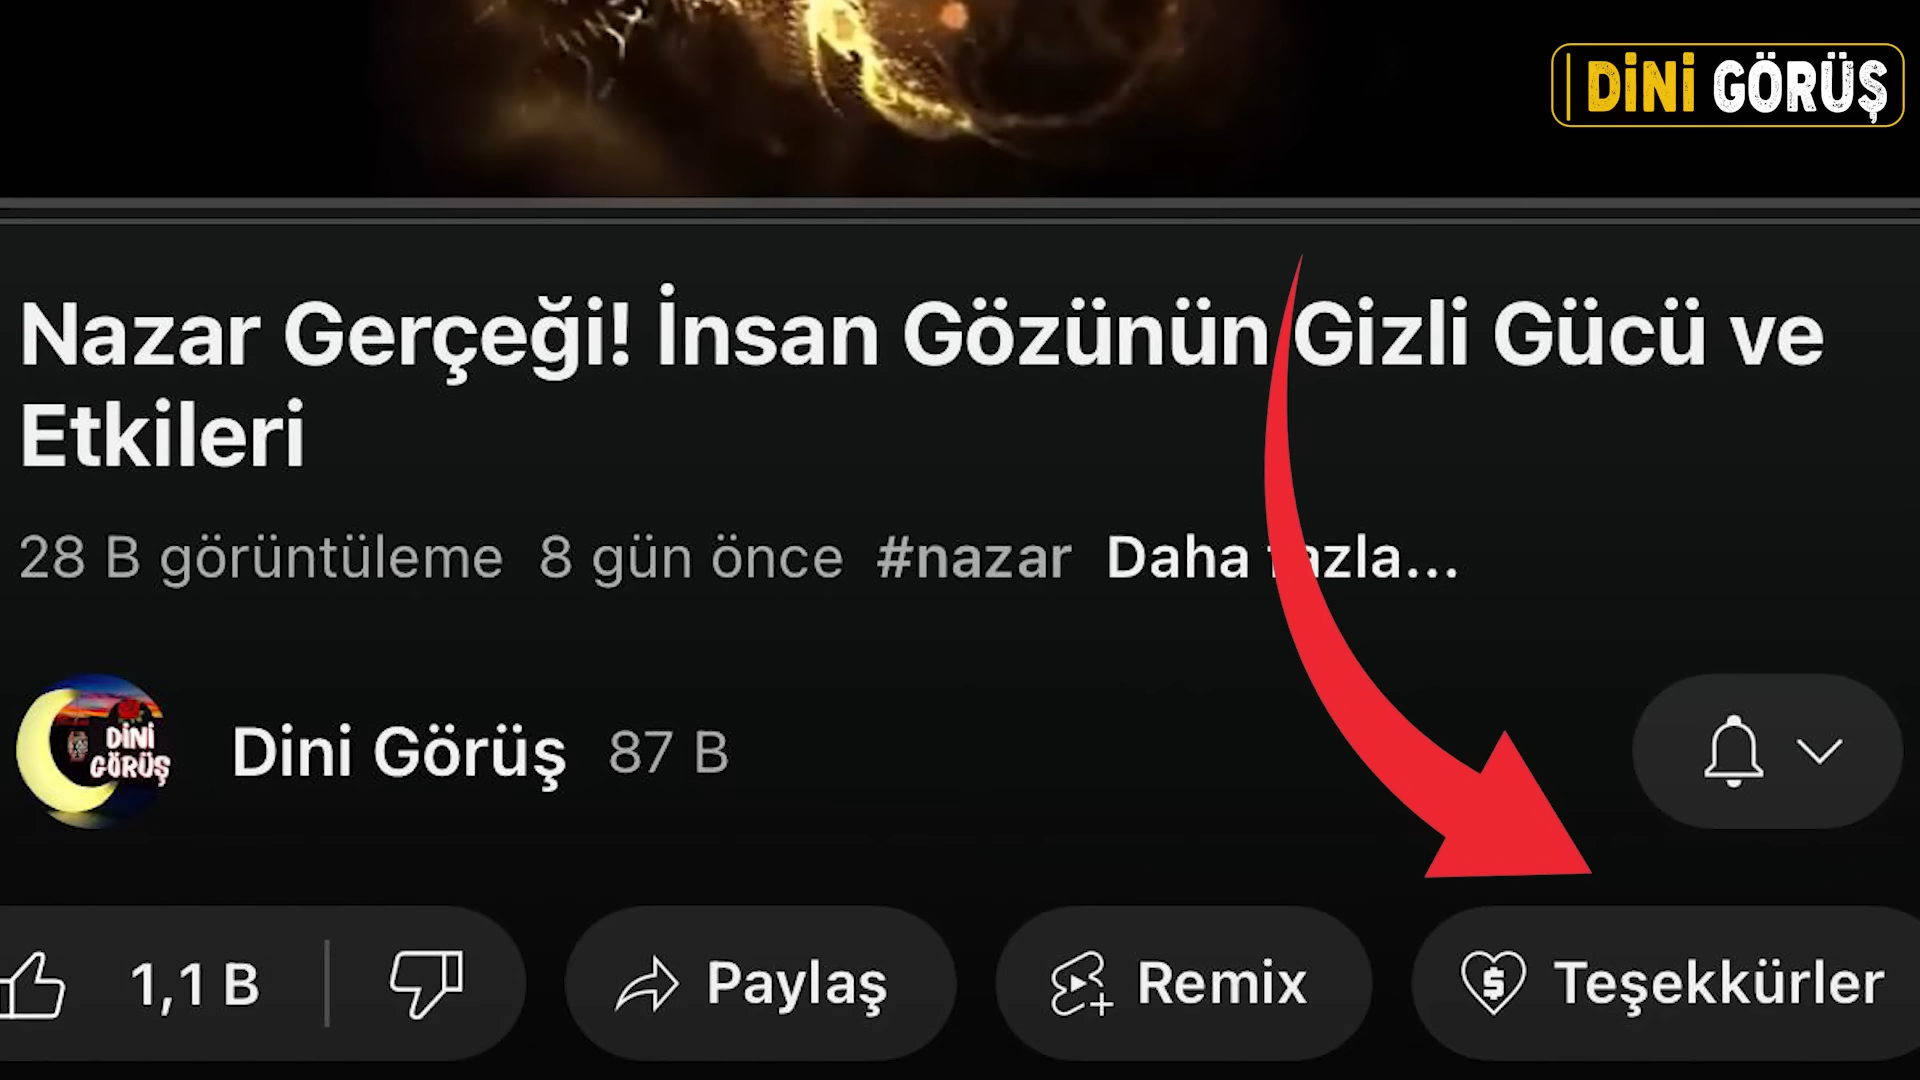 DİNİ GÖRÜŞ
Nazar Gerçeği! İnsan Gözünün Gizli Gücü ve
Etkileri
28 B görüntüleme 8 gün önce #nazar Daha fazla...
DİNİ
GÖRÜŞ
Dini Görüş 87 B
1,1 B Paylaş Remix Teşekkürler